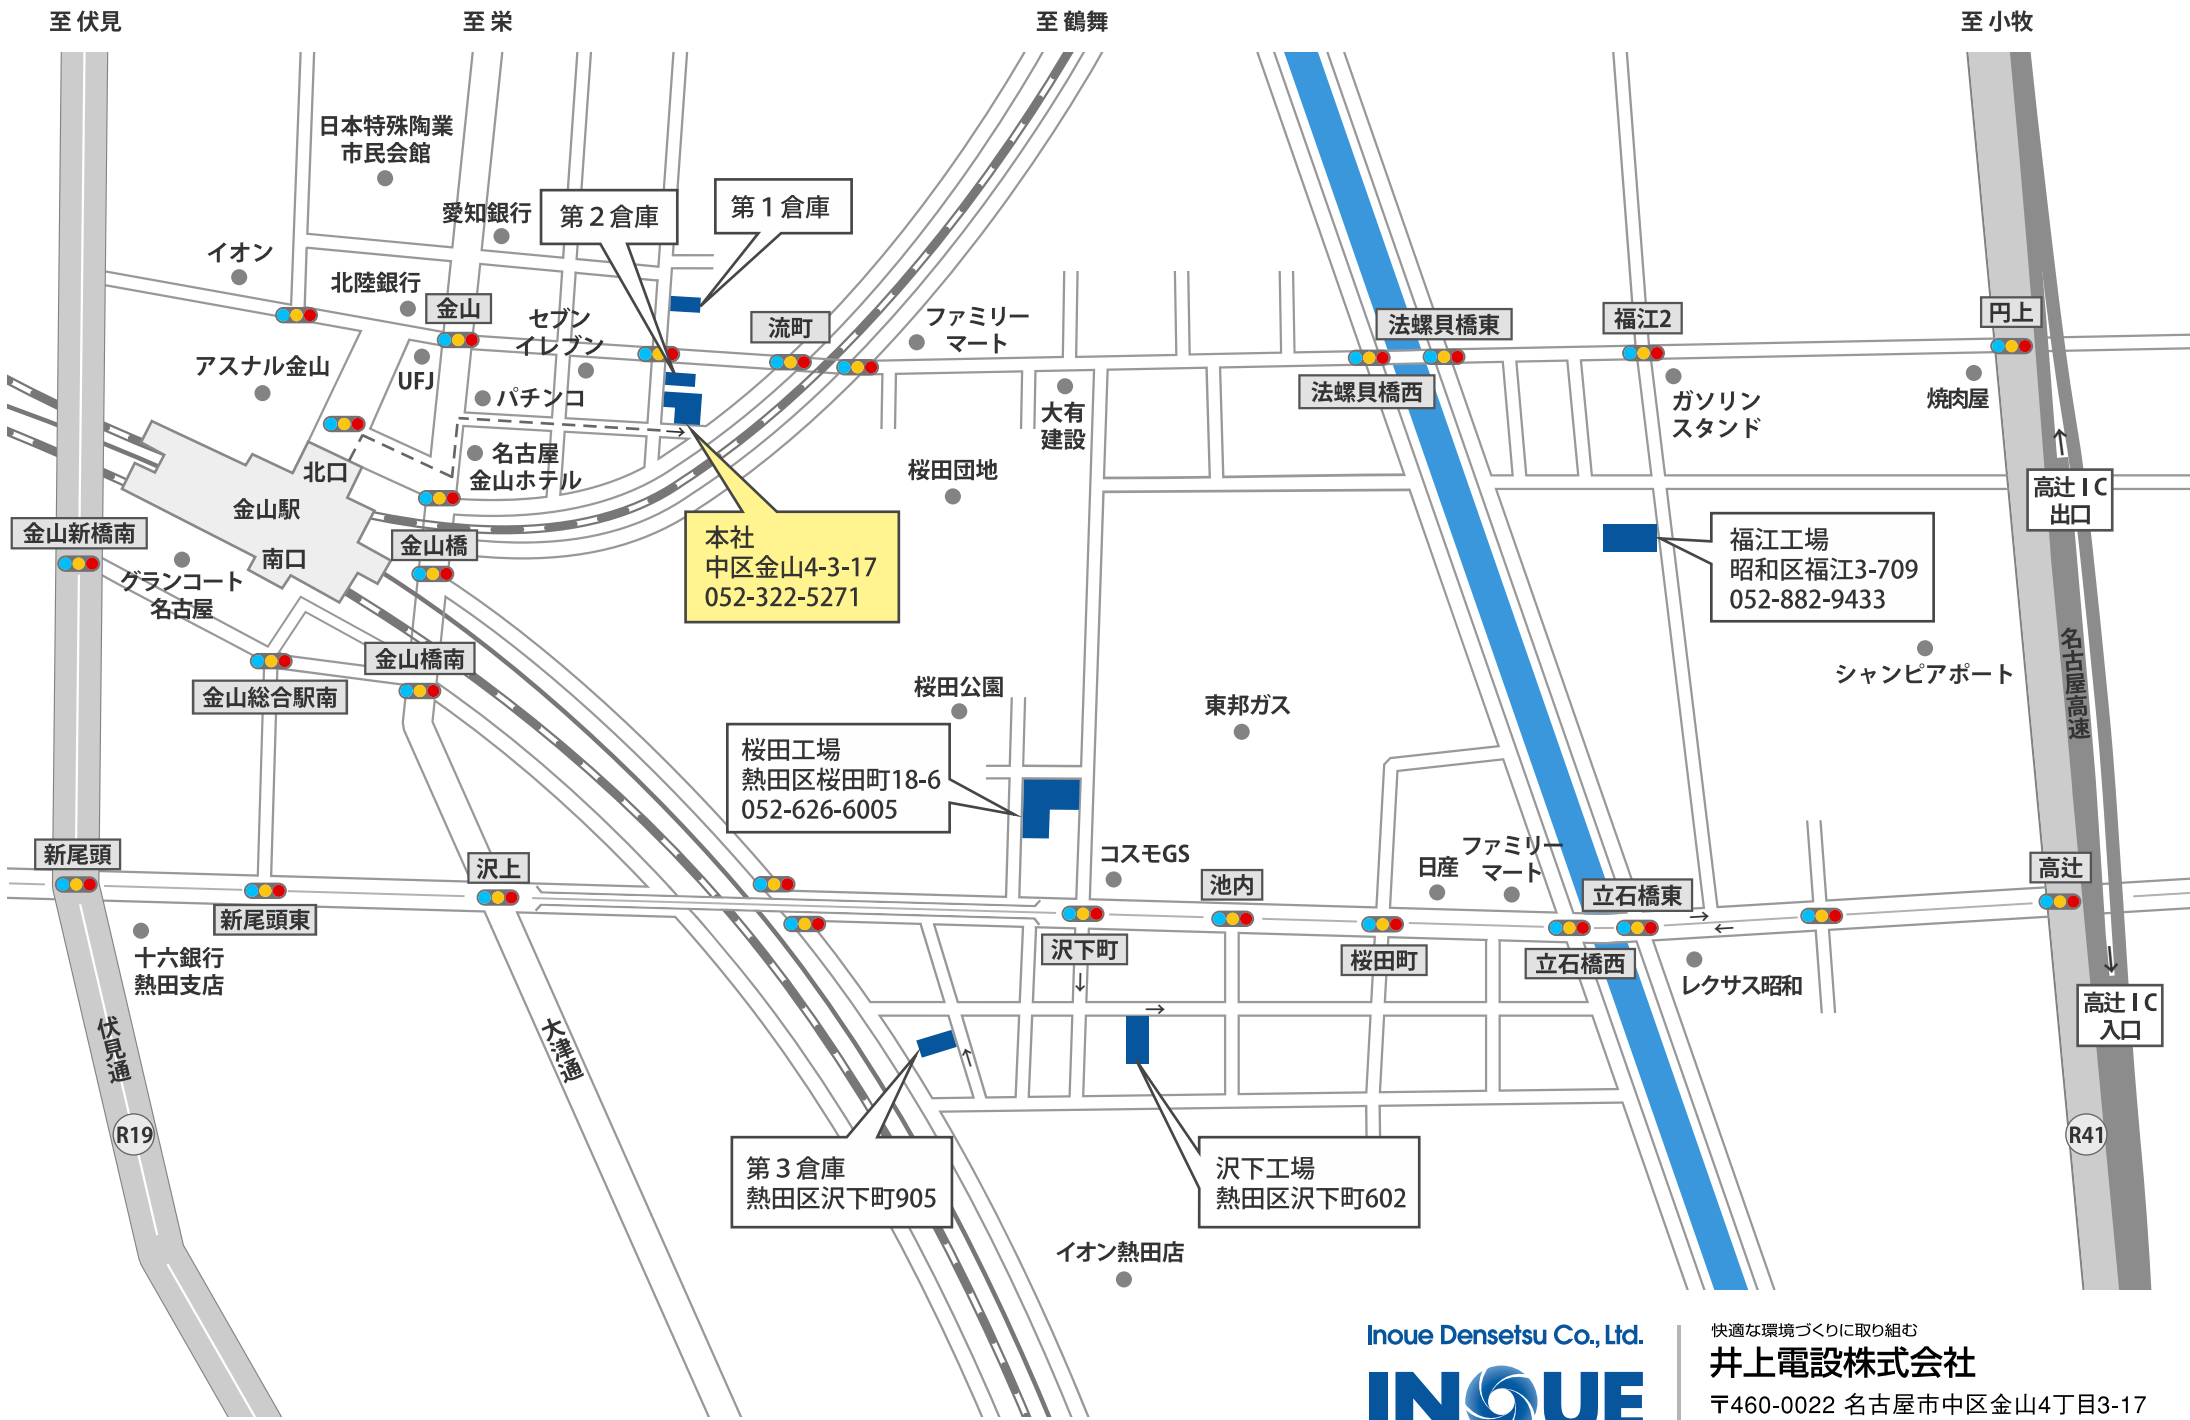 至 伏見
至 栄
至 鶴舞
至 小牧
日本特殊陶業
市民会館
愛知銀行
第２倉庫
第１倉庫
イオン
北陸銀行
金山
セブン
イレブン
流町
ファミリー
マート
法螺貝橋東
福江2
円上
アスナル金山
UFJ
パチンコ
大有
建設
法螺貝橋西
ガソリン
スタンド
焼肉屋
北口
名古屋
金山ホテル
桜田団地
高辻 I C
出口
金山駅
金山新橋南
南口
金山橋
本社
中区金山4-3-17
052-322-5271
福江工場
昭和区福江3-709
052-882-9433
グランコート
名古屋
金山橋南
金山総合駅南
桜田公園
東邦ガス
シャンピアポート
名古屋高速
桜田工場
熱田区桜田町18-6
052-626-6005
新尾頭
沢上
コスモGS
池内
日産
ファミリー
マート
立石橋東
高辻
新尾頭東
十六銀行
熱田支店
沢下町
桜田町
立石橋西
レクサス昭和
高辻 I C
入口
伏見通
大津通
R19
R41
第３倉庫
熱田区沢下町905
沢下工場
熱田区沢下町602
イオン熱田店
Inoue Densetsu Co., Ltd.
INOUE
快適な環境づくりに取り組む
井上電設株式会社
〒460-0022 名古屋市中区金山4丁目3-17